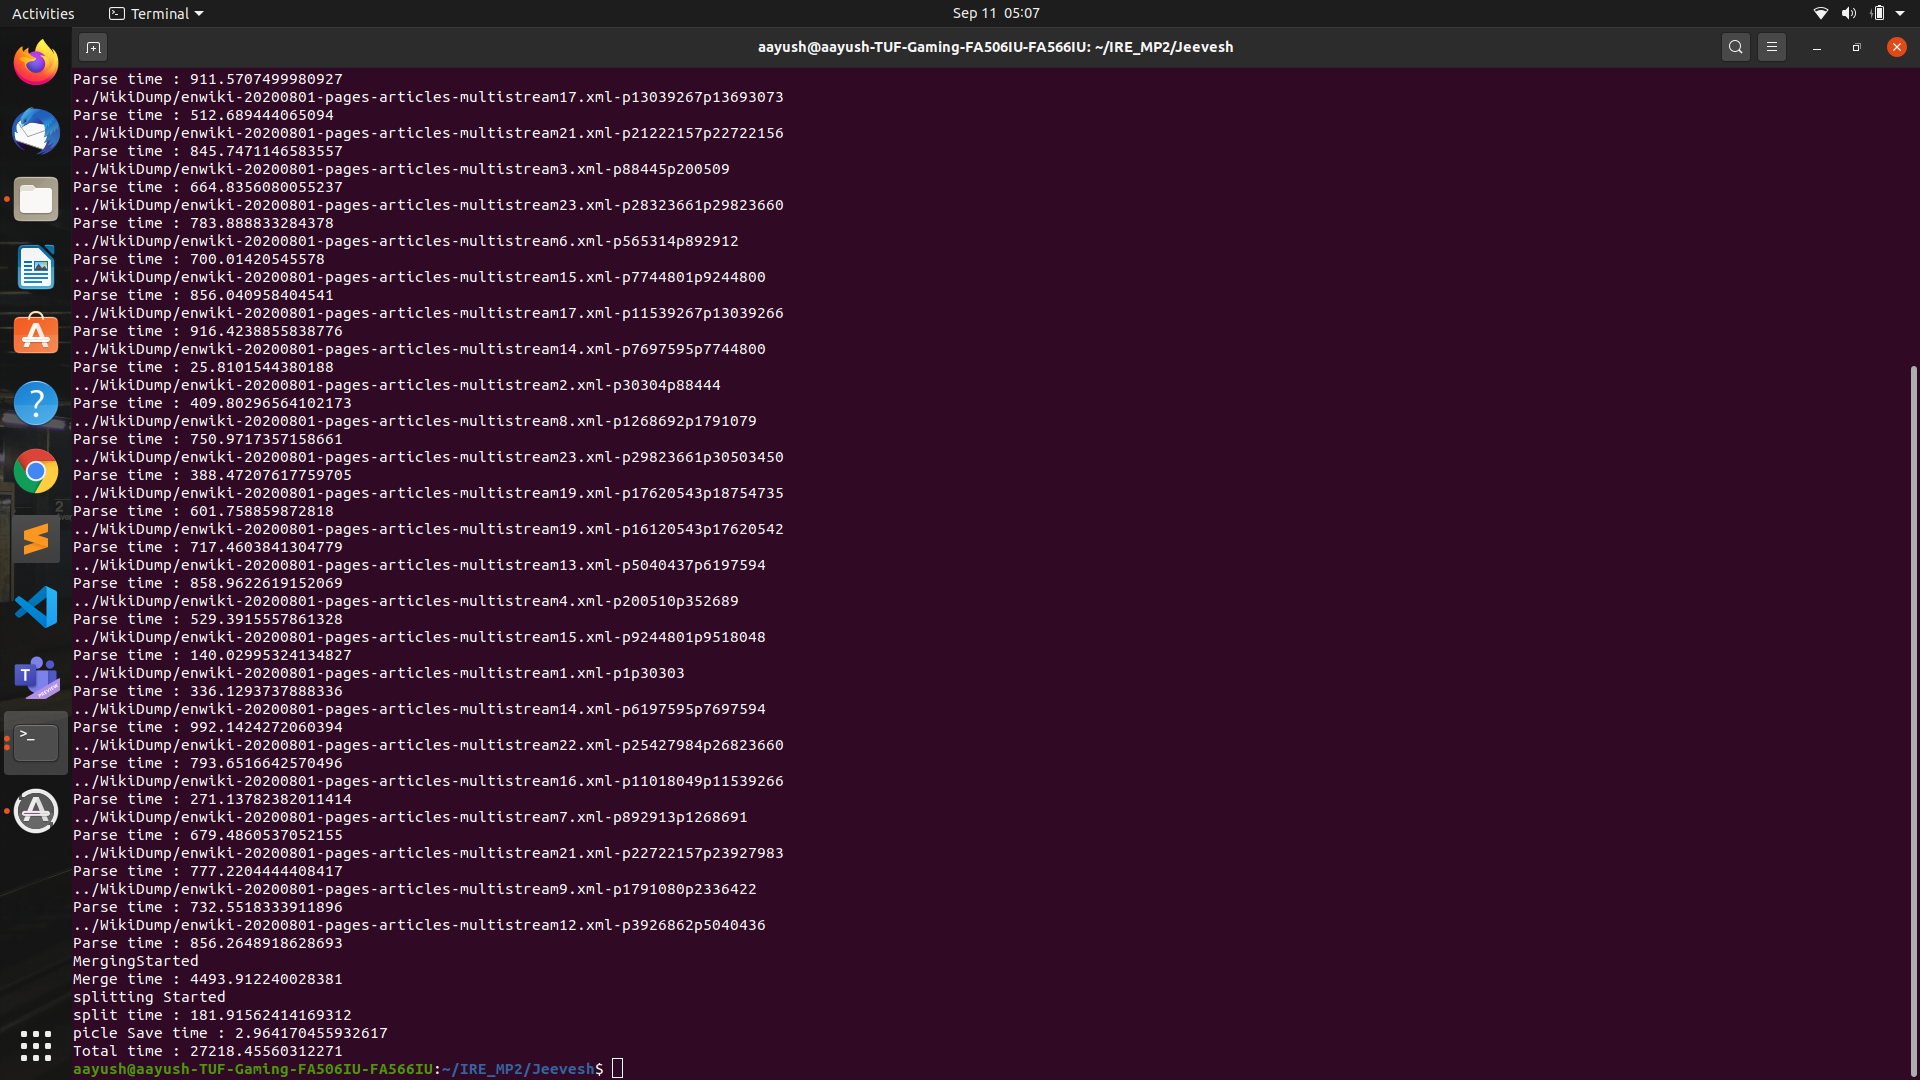 Activities
Terminal
Sep 11 05:07
aayush@aayush-TUF-Gaming-FA506IU-FA566IU: ~/IRE_MP2/Jeevesh
Parse time : 911.5707499980927
../WikiDump/enwiki-20200801-pages-articles-multistream17.xml-p13039267p13693073
Parse time : 512.689444065094
../WikiDump/enwiki-20200801-pages-articles-multistream21.xml-p21222157p22722156
Parse time : 845.7471146583557
../WikiDump/enwiki-20200801-pages-articles-multistream3.xml-p88445p200509
Parse time : 664.8356080055237
../WikiDump/enwiki-20200801-pages-articles-multistream23.xml-p28323661p29823660
Parse time : 783.888833284378
../WikiDump/enwiki-20200801-pages-articles-multistream6.xml-p565314p892912
Parse time : 700.01420545578
../WikiDump/enwiki-20200801-pages-articles-multistream15.xml-p7744801p9244800
Parse time : 856.040958404541
../WikiDump/enwiki-20200801-pages-articles-multistream17.xml-p11539267p13039266
Parse time : 916.4238855838776
../WikiDump/enwiki-20200801-pages-articles-multistream14.xml-p7697595p7744800
Parse time : 25.8101544380188
../WikiDump/enwiki-20200801-pages-articles-multistream2.xml-p30304p88444
Parse time : 409.80296564102173
../WikiDump/enwiki-20200801-pages-articles-multistream8.xml-p1268692p1791079
Parse time : 750.9717357158661
../WikiDump/enwiki-20200801-pages-articles-multistream23.xml-p29823661p30503450
Parse time : 388.47207617759705
../WikiDump/enwiki-20200801-pages-articles-multistream19.xml-p17620543p18754735
Parse time : 601.758859872818
../WikiDump/enwiki-20200801-pages-articles-multistream19.xml-p16120543p17620542
Parse time : 717.4603841304779
../WikiDump/enwiki-20200801-pages-articles-multistream13.xml-p5040437p6197594
Parse time : 858.9622619152069
../WikiDump/enwiki-20200801-pages-articles-multistream4.xml-p200510p352689
Parse time : 529.3915557861328
../WikiDump/enwiki-20200801-pages-articles-multistream15.xml-p9244801p9518048
Parse time : 140.02995324134827
../WikiDump/enwiki-20200801-pages-articles-multistream1.xml-p1p30303
Parse time : 336.1293737888336
../WikiDump/enwiki-20200801-pages-articles-multistream14.xml-p6197595p7697594
Parse time : 992.1424272060394
../WikiDump/enwiki-20200801-pages-articles-multistream22.xml-p25427984p26823660
Parse time : 793.6516642570496
../WikiDump/enwiki-20200801-pages-articles-multistream16.xml-p11018049p11539266
Parse time : 271.13782382011414
../WikiDump/enwiki-20200801-pages-articles-multistream7.xml-p892913p1268691
Parse time : 679.4860537052155
../WikiDump/enwiki-20200801-pages-articles-multistream21.xml-p22722157p23927983
Parse time : 777.2204444408417
../WikiDump/enwiki-20200801-pages-articles-multistream9.xml-p1791080p2336422
Parse time : 732.5518333911896
../WikiDump/enwiki-20200801-pages-articles-multistream12.xml-p3926862p5040436
Parse time : 856.2648918628693
MergingStarted
Merge time : 4493.912240028381
splitting Started
split time : 181.91562414169312
picle Save time : 2.964170455932617
Total time : 27218.45560312271
aayush@aayush-TUF-Gaming-FA506IU-FA566IU:~/IRE_MP2/Jeevesh$